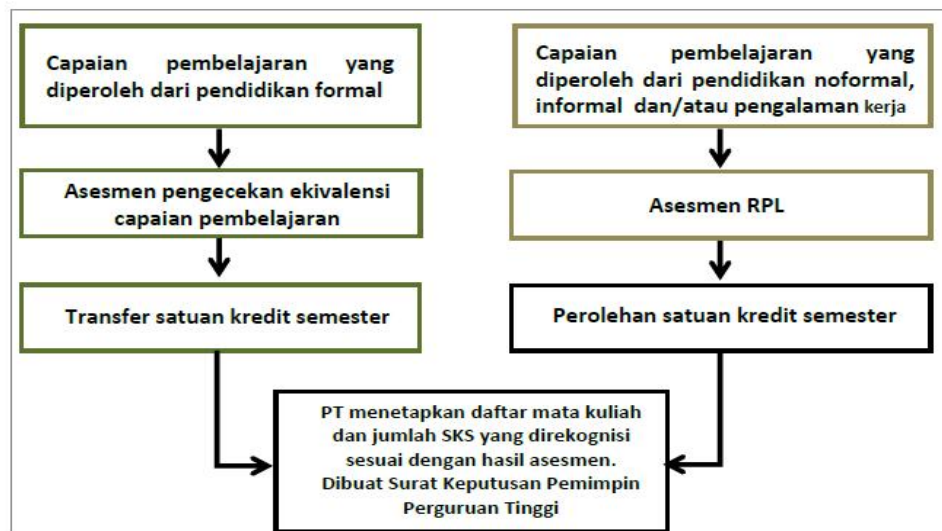 Capaian pembelajaran yang
diperoleh dari pendidikan formal
Asesmen pengecekan ekivalensi
capaian pembelajaran
Transfer satuan kredit semester
Capaian pembelajaran yang
diperoleh dari pendidikan noformal,
informal dan/atau pengalaman kerja
Asesmen RPL
Perolehan satuan kredit semester
PT menetapkan daftar mata kuliah
dan jumlah SKS yang direkognisi
sesuai dengan hasil asesmen.
Dibuat Surat Keputusan Pemimpin
Perguruan Tinggi